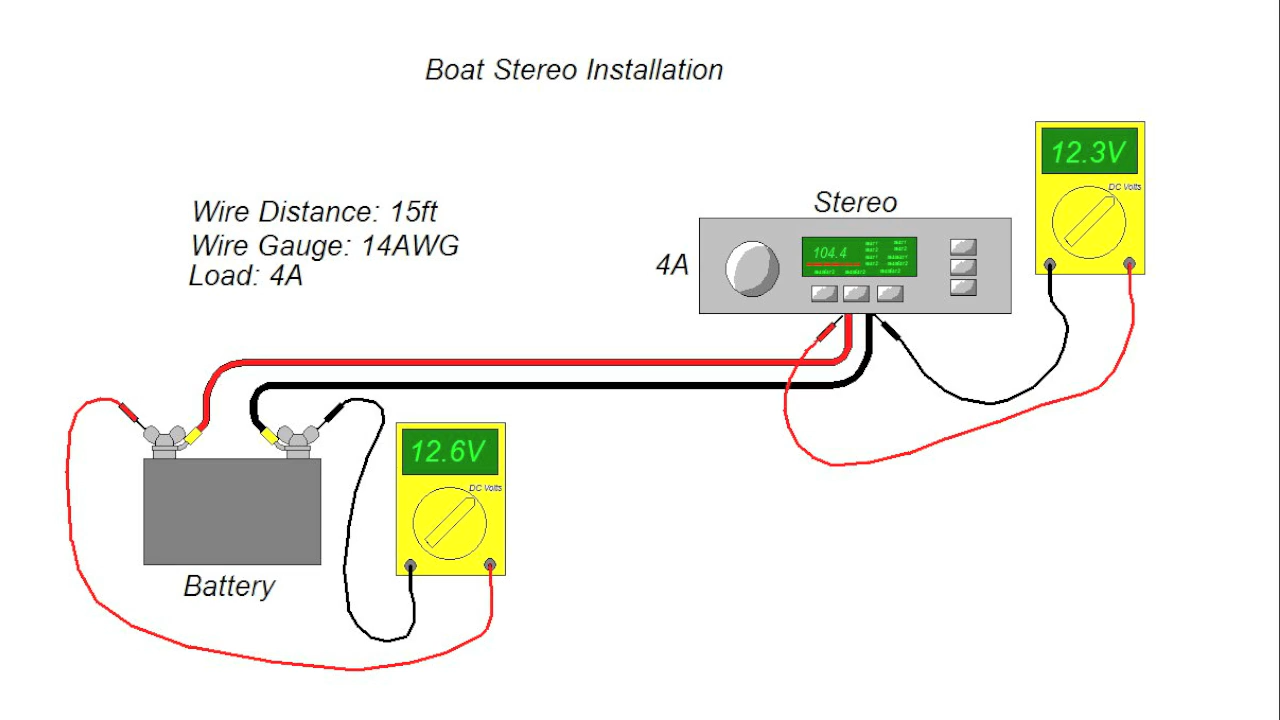 Boat Stereo Installation
12.3V
DC Volts
Stereo
Wire Distance: 15ft
Wire Gauge: 14AWG
Load: 4A
4A
104.4
12.6V
DC Volts
Battery